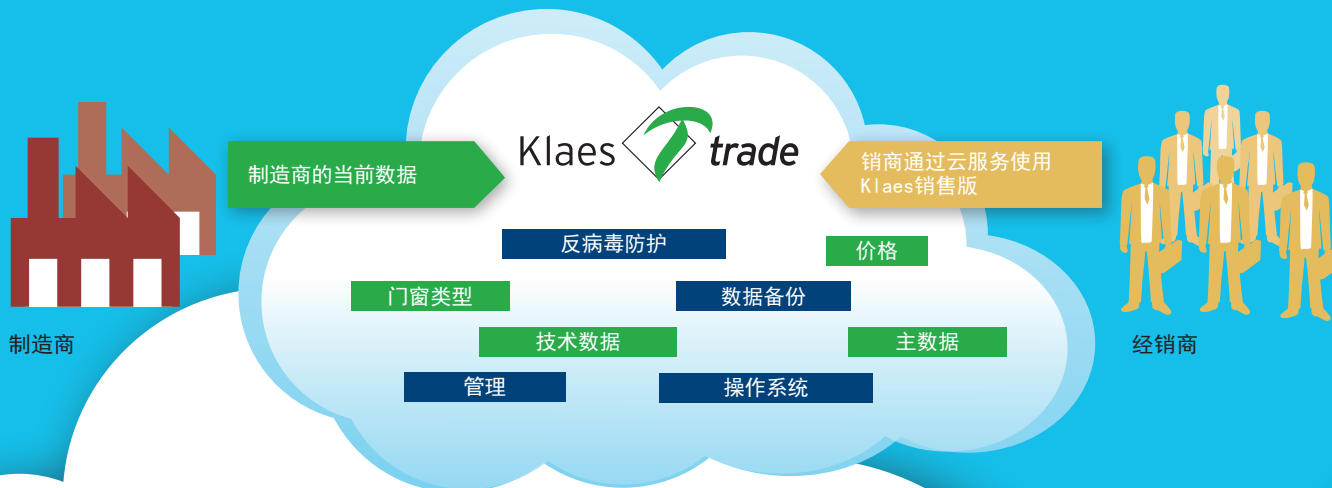 Klaes trade
制造商的当前数据
销商通过云服务使用
Klaes销售版
反病毒防护
价格
门窗类型
数据备份
技术数据
主数据
制造商
经销商
管理
操作系统